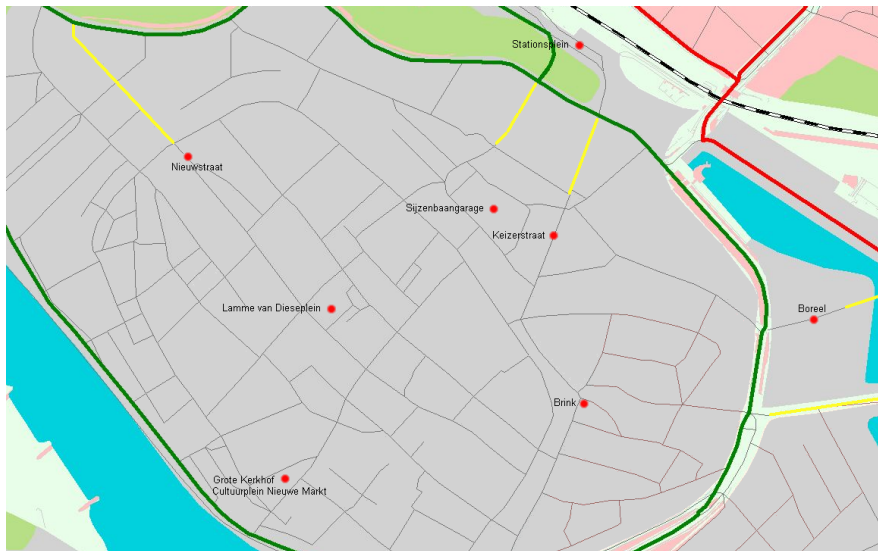 Stationsplein
Nieuwstraat
Sijzenbaangarage
Keizerstraat
Lamme van Dieseplein
Boreel
Brink
Grote Kerkhof
Cultuurplein Nieuwe Markt